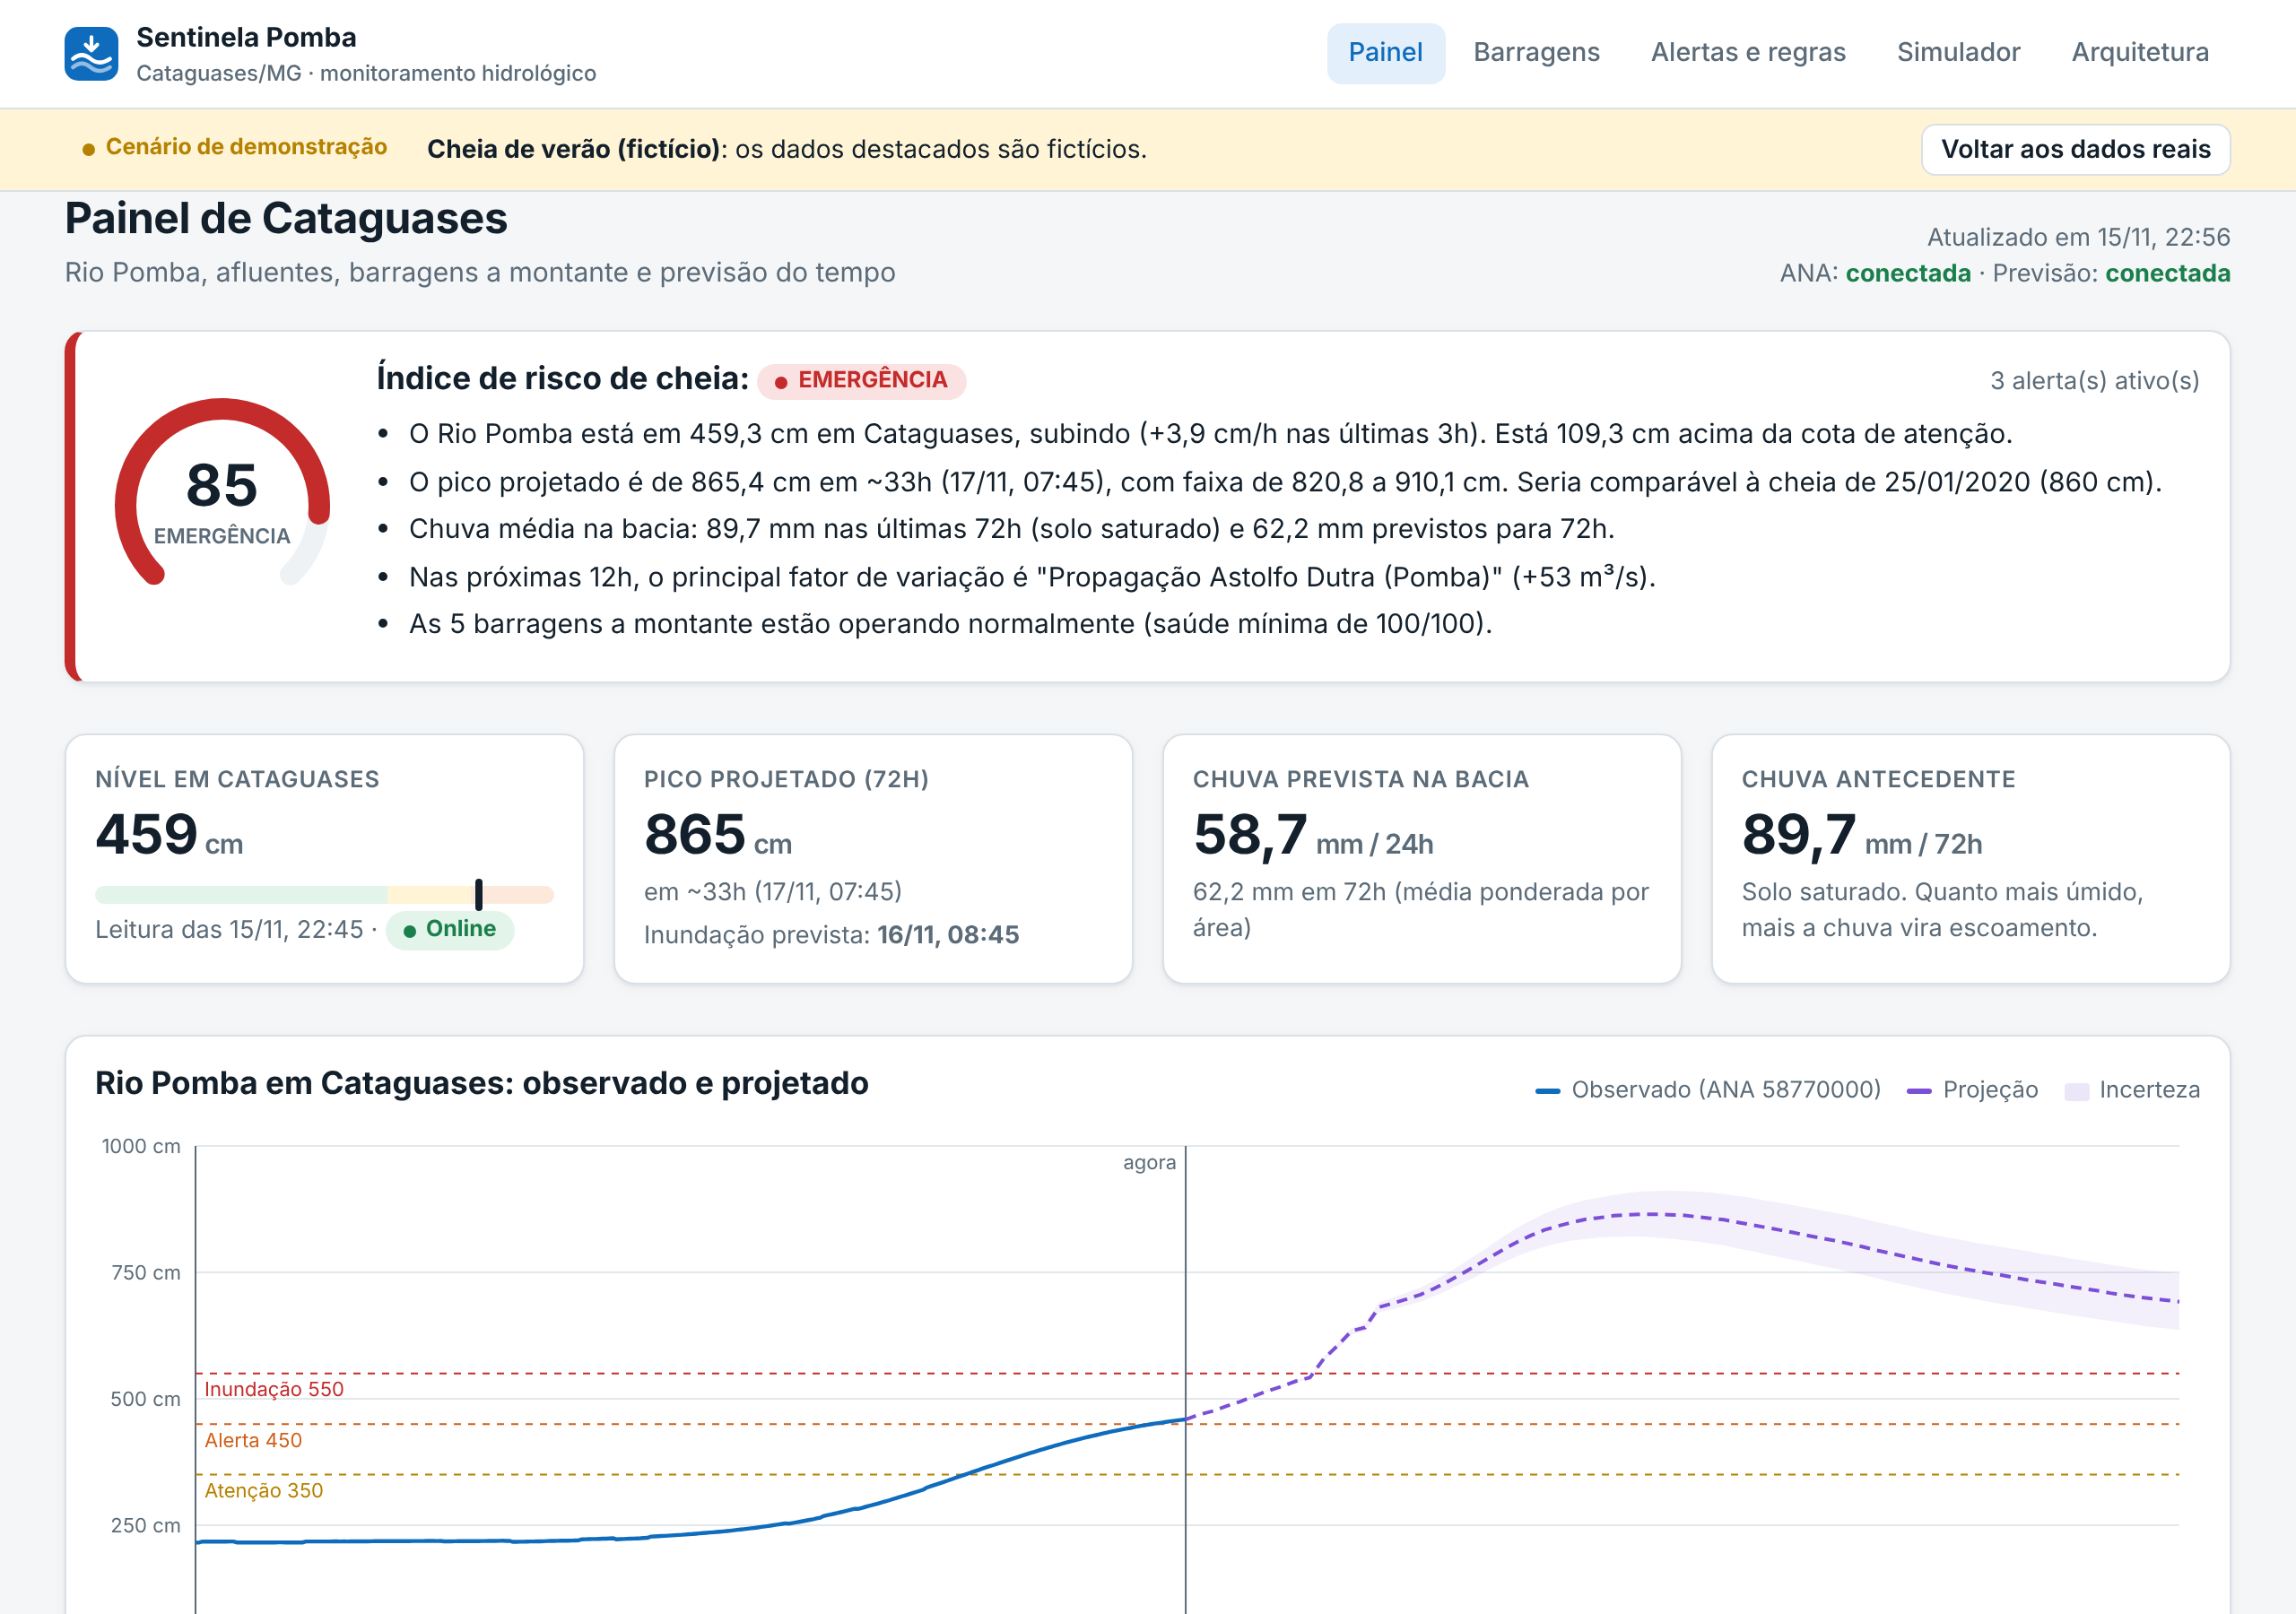 Sentinela Pomba
Cataguases/MG · monitoramento hidrológico
Painel
Barragens
Alertas e regras
Simulador
Arquitetura
Cenário de demonstração
Cheia de verão (fictício): os dados destacados são fictícios.
Voltar aos dados reais
Painel de Cataguases
Rio Pomba, afluentes, barragens a montante e previsão do tempo
Atualizado em 15/11, 22:56
ANA: conectada · Previsão: conectada
85
EMERGÊNCIA
Índice de risco de cheia: EMERGÊNCIA
3 alerta(s) ativo(s)
• O Rio Pomba está em 459,3 cm em Cataguases, subindo (+3,9 cm/h nas últimas 3h). Está 109,3 cm acima da cota de atenção.
• O pico projetado é de 865,4 cm em ~33h (17/11, 07:45), com faixa de 820,8 a 910,1 cm. Seria comparável à cheia de 25/01/2020 (860 cm).
• Chuva média na bacia: 89,7 mm nas últimas 72h (solo saturado) e 62,2 mm previstos para 72h.
• Nas próximas 12h, o principal fator de variação é "Propagação Astolfo Dutra (Pomba)" (+53 m³/s).
• As 5 barragens a montante estão operando normalmente (saúde mínima de 100/100).
NÍVEL EM CATAGUASES
459 cm
Leitura das 15/11, 22:45 · Online
PICO PROJETADO (72H)
865 cm
em ~33h (17/11, 07:45)
Inundação prevista: 16/11, 08:45
CHUVA PREVISTA NA BACIA
58,7 mm / 24h
62,2 mm em 72h (média ponderada por
área)
CHUVA ANTECEDENTE
89,7 mm / 72h
Solo saturado. Quanto mais úmido,
mais a chuva vira escoamento.
Rio Pomba em Cataguases: observado e projetado
Observado (ANA 58770000)
Projeção
Incerteza
1000 cm
agora
750 cm
Inundação 550
500 cm
Alerta 450
Atenção 350
250 cm